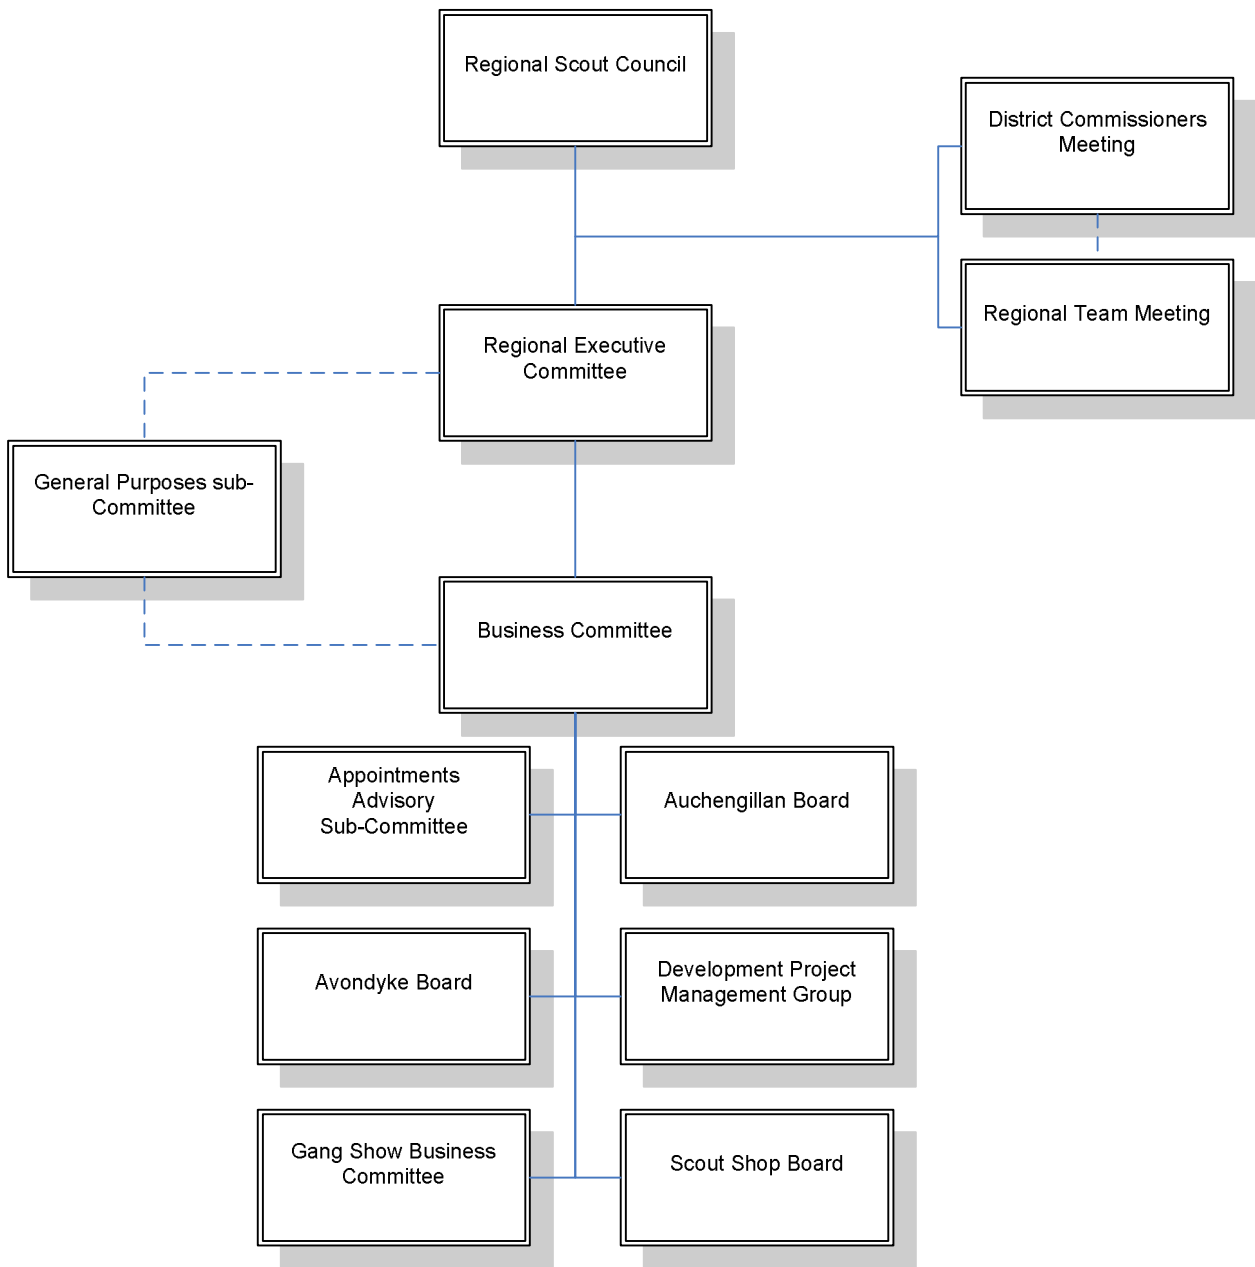 Regional Scout Council
District Commissioners
Meeting
Regional Team Meeting
Regional Executive
Committee
General Purposes sub-
Committee
Business Committee
Appointments
Advisory
Sub-Committee
Auchengillan Board
Avondyke Board
Development Project
Management Group
Gang Show Business
Committee
Scout Shop Board